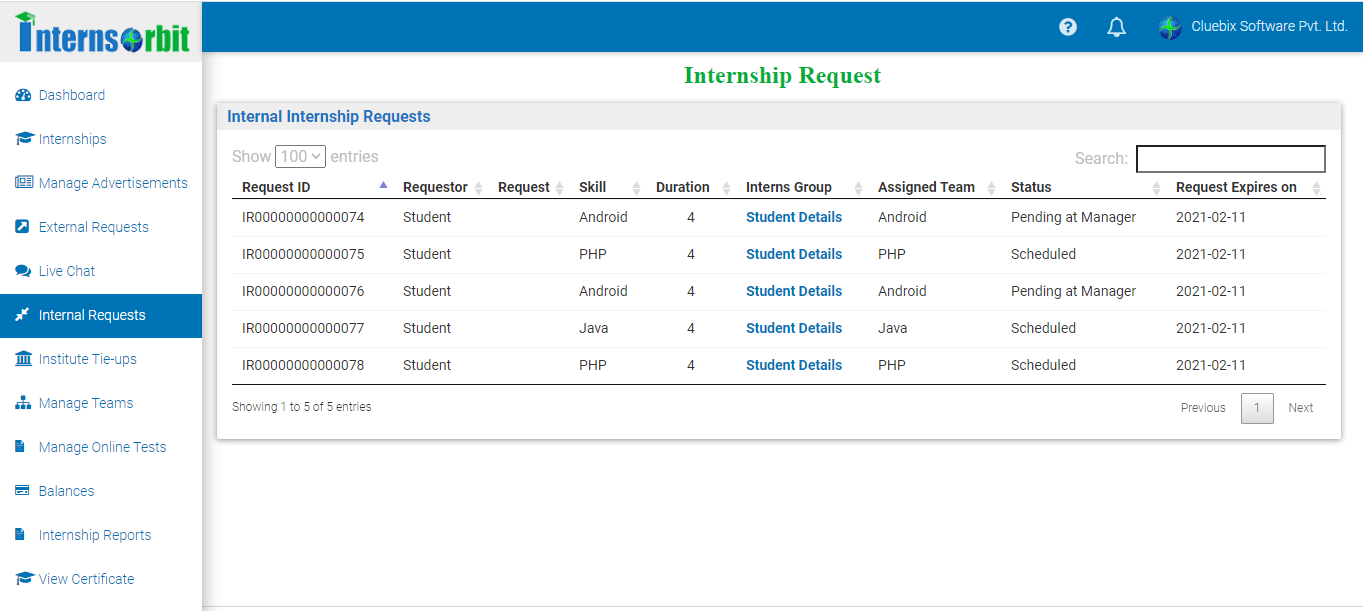 InternsOrbit
Cluebix Software Pvt. Ltd.
Dashboard
Internships
Manage Advertisements
External Requests
Live Chat
Internal Requests
Institute Tie-ups
Manage Teams
Manage Online Tests
Balances
Internship Reports
View Certificate
Internship Request
Internal Internship Requests
Show 100 entries Search:
Request ID Requestor Request Skill Duration Interns Group Assigned Team Status Request Expires on
IR00000000000074 Student Android 4 Student Details Android Pending at Manager 2021-02-11
IR00000000000075 Student PHP 4 Student Details PHP Scheduled 2021-02-11
IR00000000000076 Student Android 4 Student Details Android Pending at Manager 2021-02-11
IR00000000000077 Student Java 4 Student Details Java Scheduled 2021-02-11
IR00000000000078 Student PHP 4 Student Details PHP Scheduled 2021-02-11
Showing 1 to 5 of 5 entries Previous 1 Next